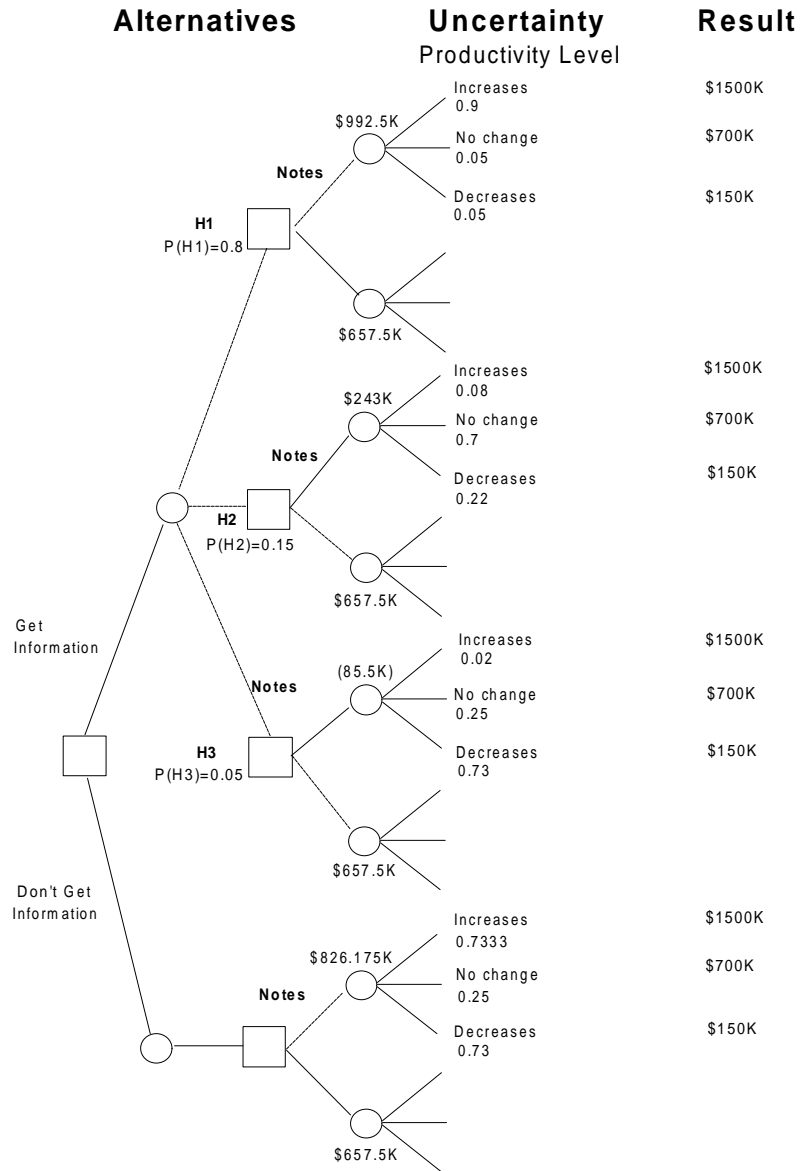 Alternatives Uncertainty Result
Productivity Level
Increases $1500K
0.9
$992.5K
No change $700K
0.05
Notes
Decreases $150K
0.05
H1
P(H1)=0.8
$657.5K
Increases $1500K
0.08
$243K
No change $700K
0.7
Notes
Decreases $150K
0.22
H2
P(H2)=0.15
$657.5K
Get
Information
Increases $1500K
0.02
(85.5K)
Notes
No change $700K
0.25
H3
Decreases $150K
P(H3)=0.05
0.73
$657.5K
Don't Get
Information
Increases $1500K
0.7333
$826.175K
No change $700K
0.25
Notes
Decreases $150K
0.73
$657.5K